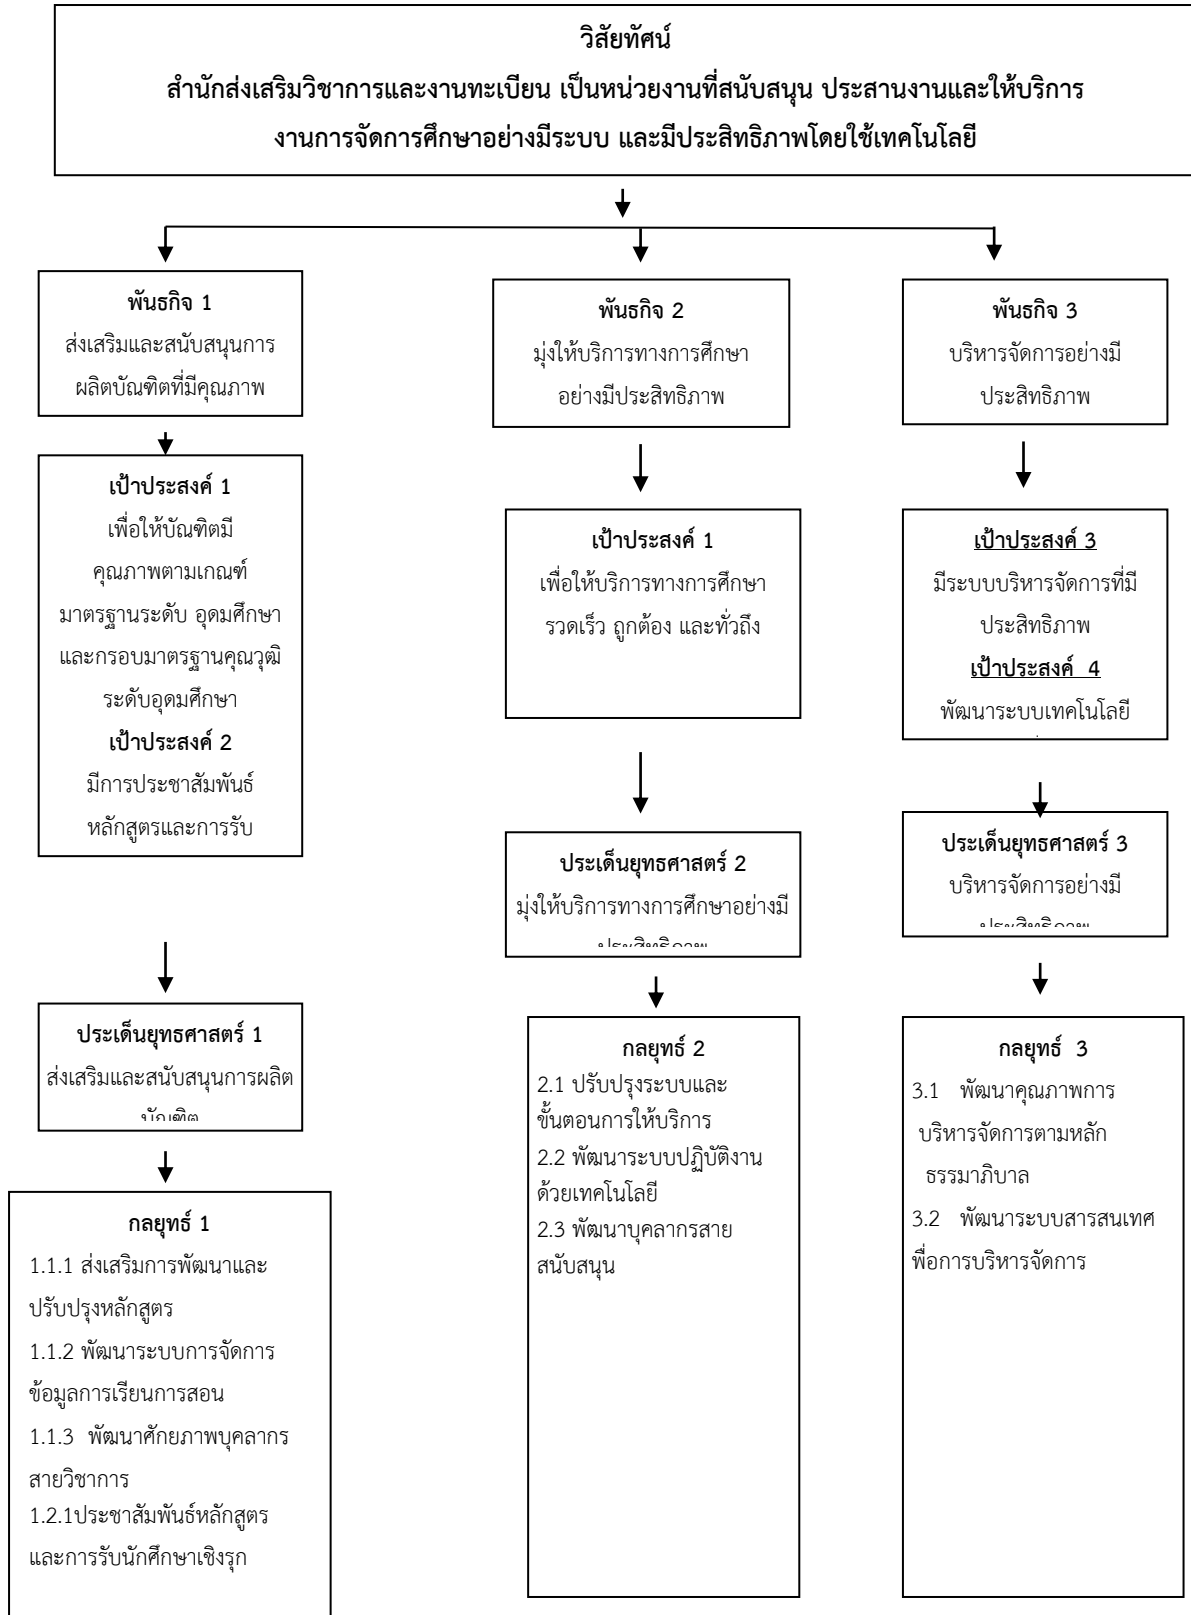 วิสัยทัศน์
สำนักส่งเสริมวิชาการและงานทะเบียน เป็นหน่วยงานที่สนับสนุน ประสานงานและให้บริการ
งานการจัดการศึกษาอย่างมีระบบ และมีประสิทธิภาพโดยใช้เทคโนโลยี
พันธกิจ 1
ส่งเสริมและสนับสนุนการ
ผลิตบัณฑิตที่มีคุณภาพ
เป้าประสงค์ 1
เพื่อให้บัณฑิตมี
คุณภาพตามเกณฑ์
มาตรฐานระดับ อุดมศึกษา
และกรอบมาตรฐานคุณวุฒิ
ระดับอุดมศึกษา
เป้าประสงค์ 2
มีการประชาสัมพันธ์
หลักสูตรและการรับ
ประเด็นยุทธศาสตร์ 1
ส่งเสริมและสนับสนุนการผลิต
บัณฑิต
กลยุทธ์ 1
1.1.1 ส่งเสริมการพัฒนาและ
ปรับปรุงหลักสูตร
1.1.2 พัฒนาระบบการจัดการ
ข้อมูลการเรียนการสอน
1.1.3 พัฒนาศักยภาพบุคลากร
สายวิชาการ
1.2.1ประชาสัมพันธ์หลักสูตร
และการรับนักศึกษาเชิงรุก
พันธกิจ 2
มุ่งให้บริการทางการศึกษา
อย่างมีประสิทธิภาพ
เป้าประสงค์ 1
เพื่อให้บริการทางการศึกษา
รวดเร็ว ถูกต้อง และทั่วถึง
ประเด็นยุทธศาสตร์ 2
มุ่งให้บริการทางการศึกษาอย่างมี
ประสิทธิภาพ
กลยุทธ์ 2
2.1 ปรับปรุงระบบและ
ขั้นตอนการให้บริการ
2.2 พัฒนาระบบปฏิบัติงาน
ด้วยเทคโนโลยี
2.3 พัฒนาบุคลากรสาย
สนับสนุน
พันธกิจ 3
บริหารจัดการอย่างมี
ประสิทธิภาพ
เป้าประสงค์ 3
มีระบบบริหารจัดการที่มี
ประสิทธิภาพ
เป้าประสงค์ 4
พัฒนาระบบเทคโนโลยี
ประเด็นยุทธศาสตร์ 3
บริหารจัดการอย่างมี
ประสิทธิภาพ
กลยุทธ์ 3
3.1 พัฒนาคุณภาพการ
บริหารจัดการตามหลัก
ธรรมาภิบาล
3.2 พัฒนาระบบสารสนเทศ
พื่อการบริหารจัดการ